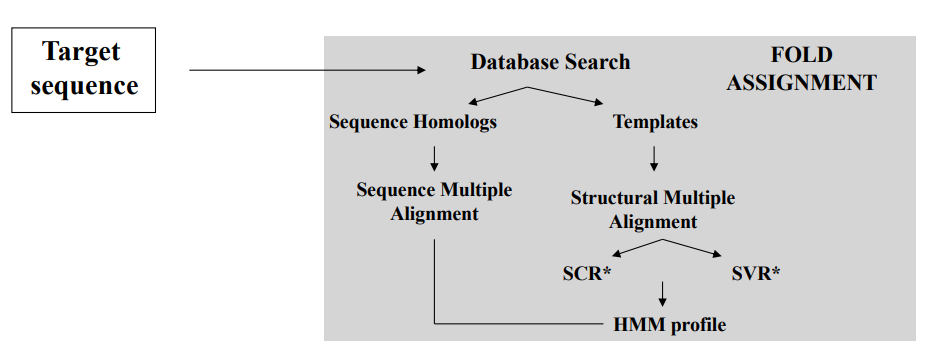 Target
sequence
Database Search
FOLD
ASSIGNMENT
Sequence Homologs
Templates
Sequence Multiple
Alignment
Structural Multiple
Alignment
SCR*
SVR*
HMM profile